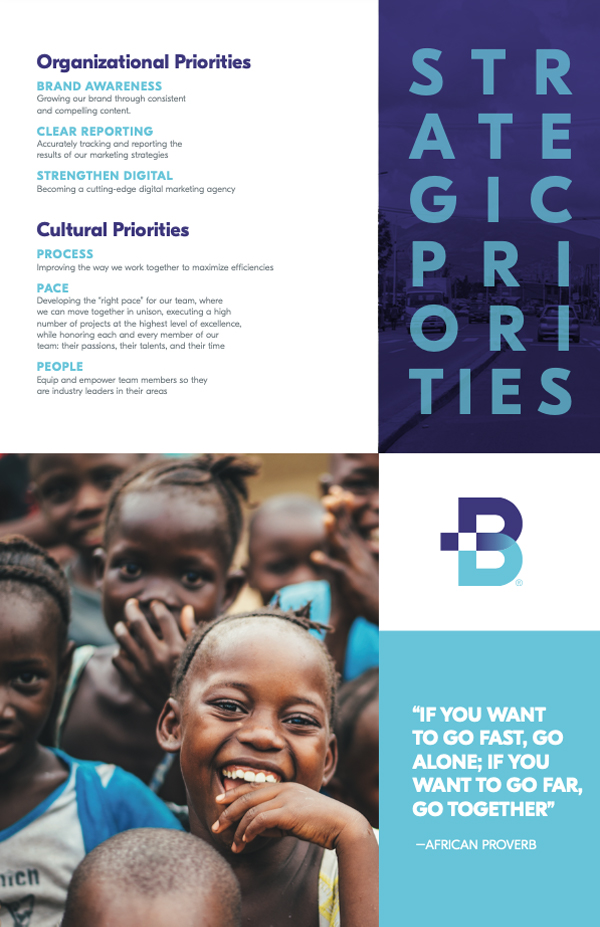 Organizational Priorities
BRAND AWARENESS
Growing our brand through consistent
and compelling content.
CLEAR REPORTING
Accurately tracking and reporting the
results of our marketing strategies
STRENGTHEN DIGITAL
Becoming a cutting-edge digital marketing agency
Cultural Priorities
PROCESS
Improving the way we work together to maximize efficiencies
PACE
Developing the "right pace" for our team, where
we can move together in unison, executing a high
number of projects at the highest level of excellence,
while honoring each and every member of our
team: their passions, their talents, and their time
PEOPLE
Equip and empower team members so they
are industry leaders in their areas
STR
ATE
GIC
PRI
ORI
TIES
B®
“IF YOU WANT
TO GO FAST, GO
ALONE; IF YOU
WANT TO GO FAR,
GO TOGETHER”
–AFRICAN PROVERB